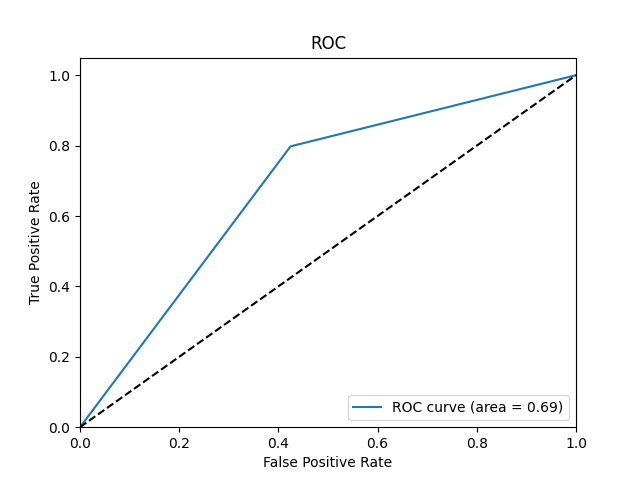 ROC
True Positive Rate
1.0
0.8
0.6
0.4
0.2
0.0
ROC curve (area = 0.69)
0.0 0.2 0.4 0.6 0.8 1.0
False Positive Rate